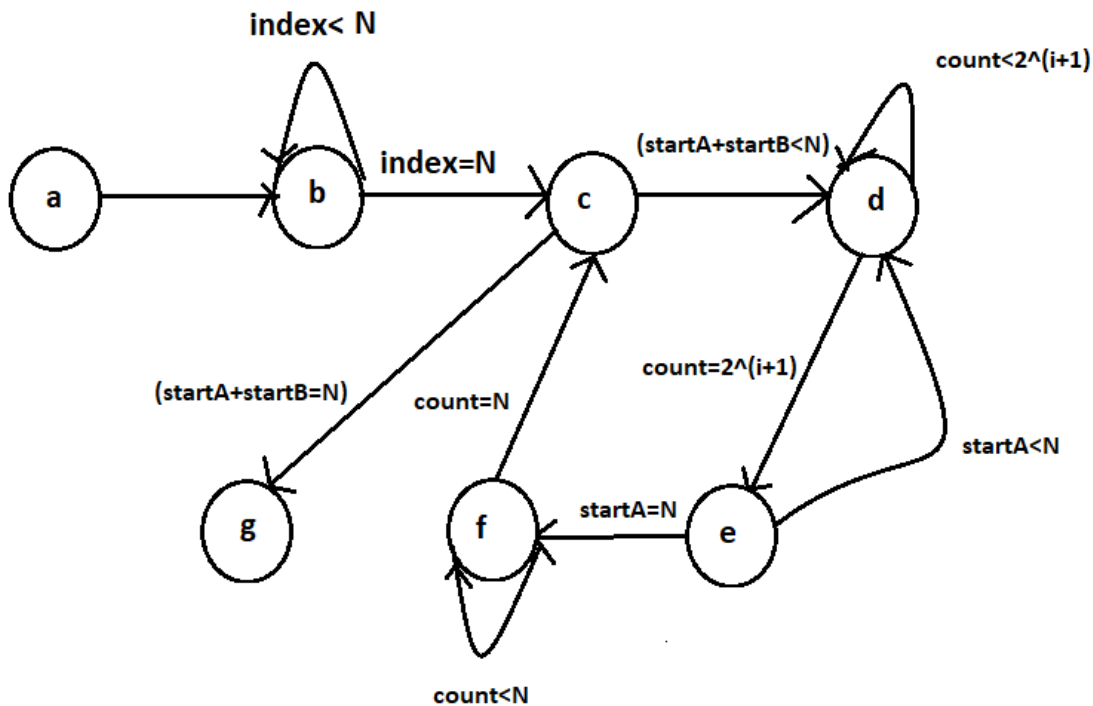 index< N
count<2^(i+1)
(startA+startB<N)
index=N
a
b
c
d
count=2^(i+1)
(startA+startB=N)
count=N
startA<N
startA=N
g
f
e
count<N